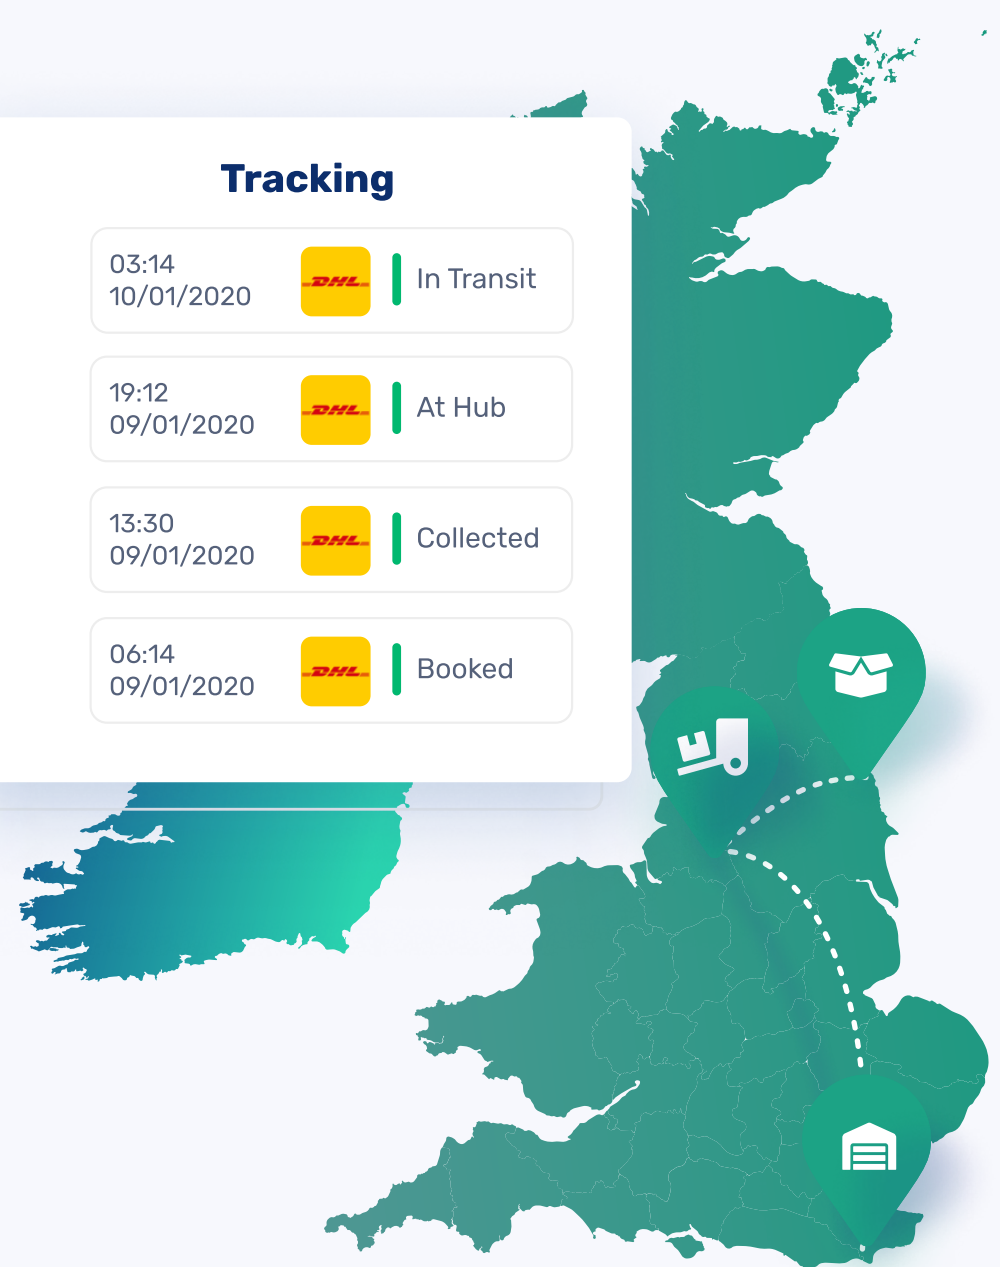 Tracking
03:14
10/01/2020
DHL
In Transit
19:12
09/01/2020
DHL
At Hub
13:30
09/01/2020
DHL
Collected
06:14
09/01/2020
DHL
Booked